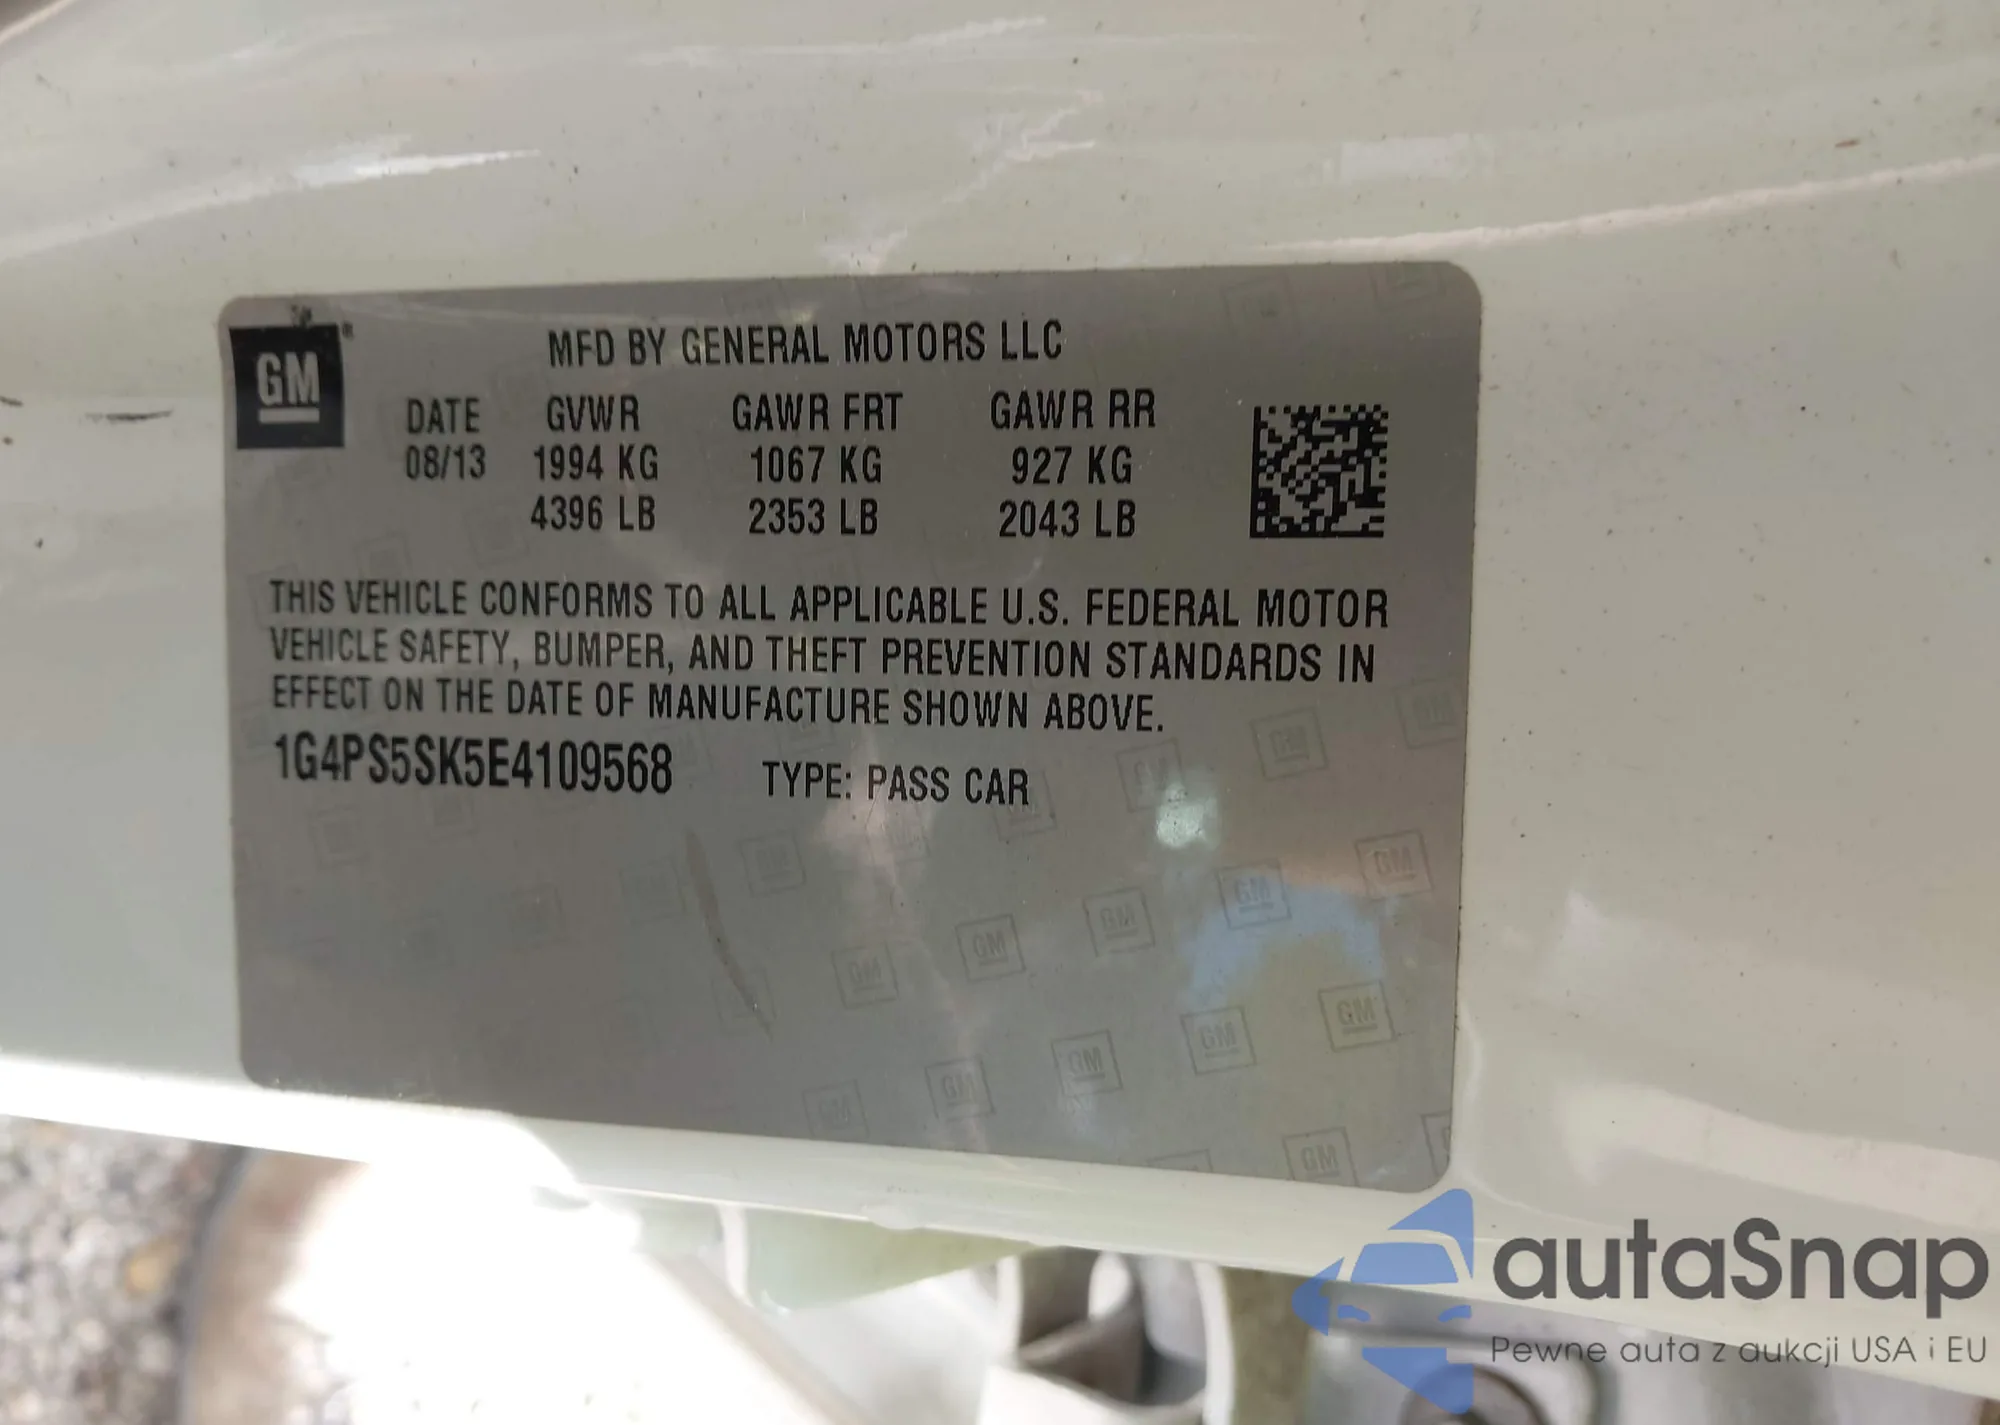 GM
MFD BY GENERAL MOTORS LLC
DATE GVWR GAWR FRT GAWR RR
08/13 1994 KG 1067 KG 927 KG
4396 LB 2353 LB 2043 LB
THIS VEHICLE CONFORMS TO ALL APPLICABLE U.S. FEDERAL MOTOR
VEHICLE SAFETY, BUMPER, AND THEFT PREVENTION STANDARDS IN
EFFECT ON THE DATE OF MANUFACTURE SHOWN ABOVE.
1G4PS5SK5E4109568 TYPE: PASS CAR
autaSnap
Pewne auta z aukcji USA i EU